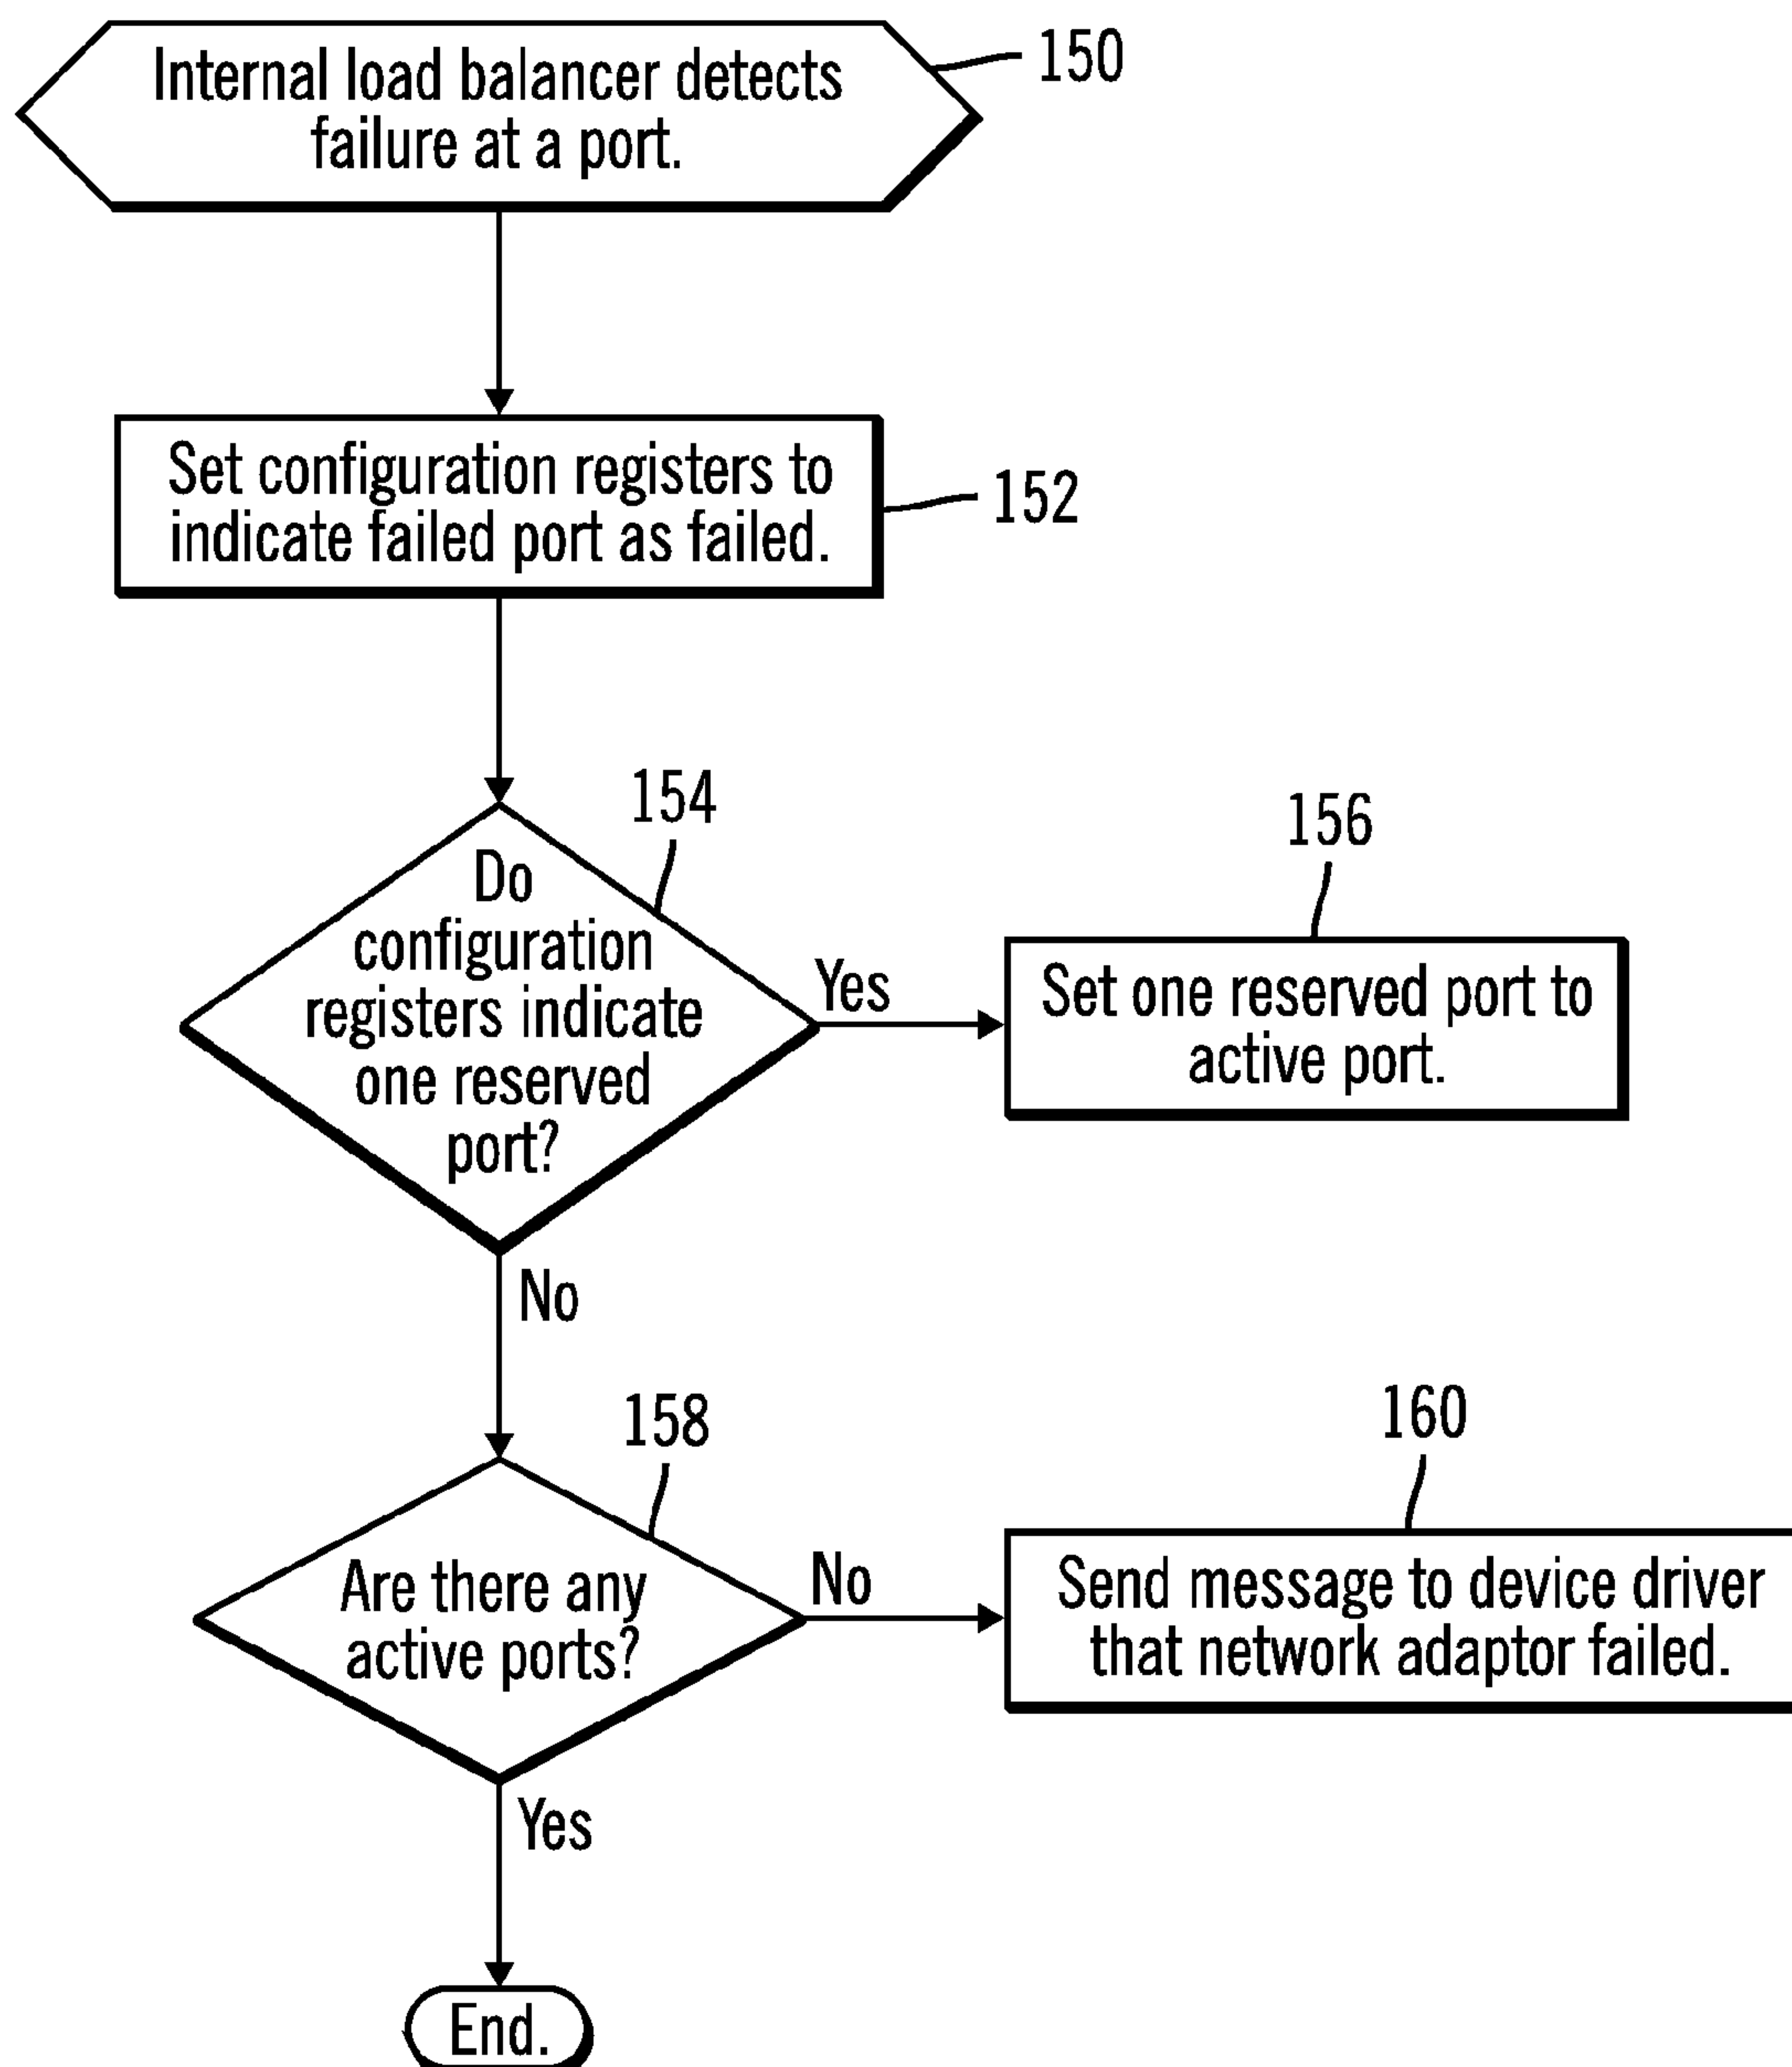 Internal load balancer detects
failure at a port.
150
Set configuration registers to
indicate failed port as failed.
152
154
Do
configuration
registers indicate
one reserved
port?
Yes
156
Set one reserved port to
active port.
No
158
Are there any
active ports?
No
160
Send message to device driver
that network adaptor failed.
Yes
End.